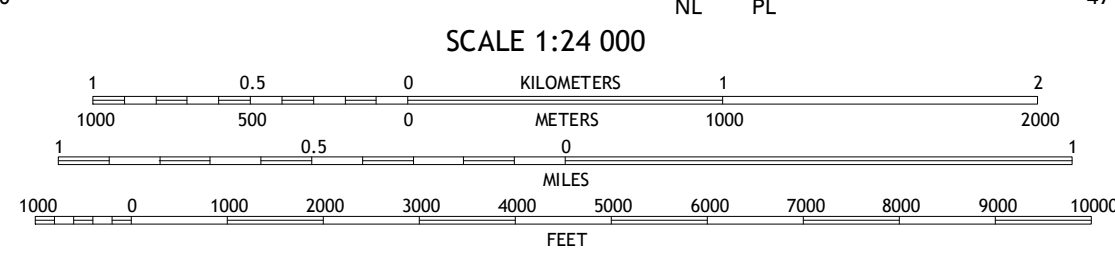 NL PL
SCALE 1:24 000
1 0.5 0 KILOMETERS 1 2
1000 500 0 METERS 1000 2000
1 0.5 0 1
MILES
1000 0 1000 2000 3000 4000 5000 6000 7000 8000 9000 10000
FEET